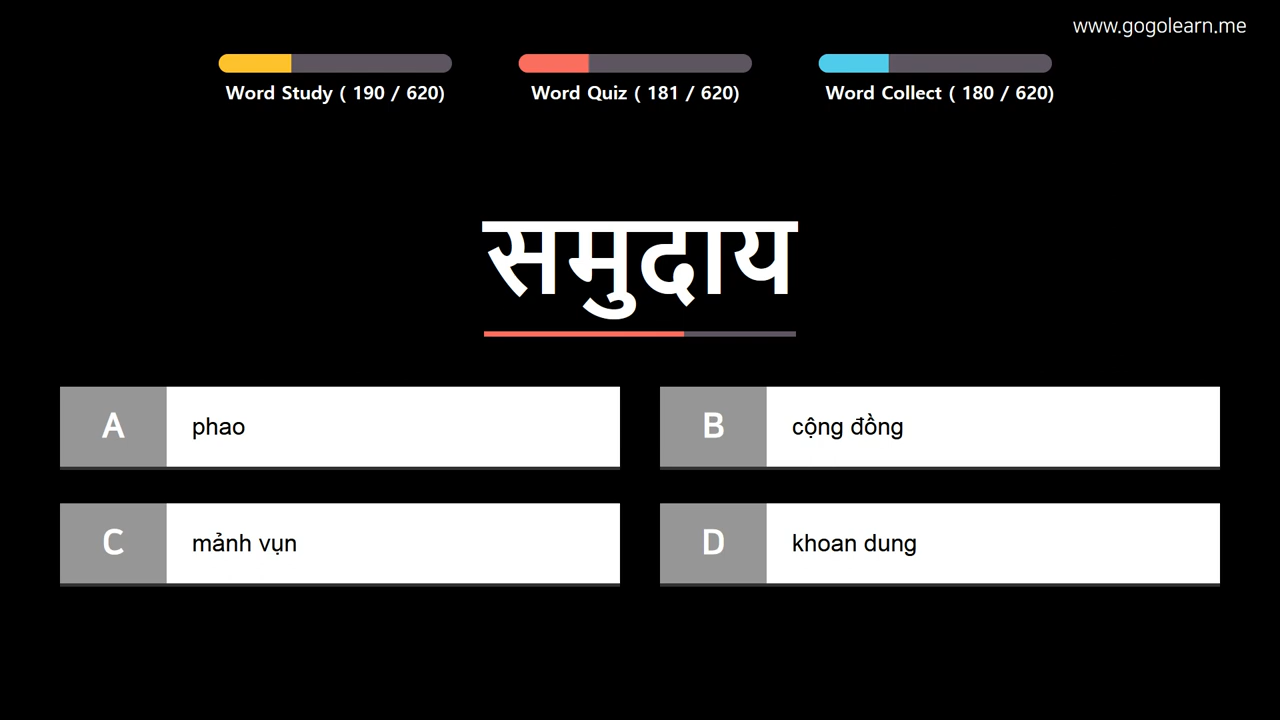 www.gogolearn.me
Word Study ( 190 / 620)
Word Quiz ( 181 / 620)
Word Collect ( 180 / 620)
समुदाय
A phao
B cộng đồng
C mảnh vụn
D khoan dung